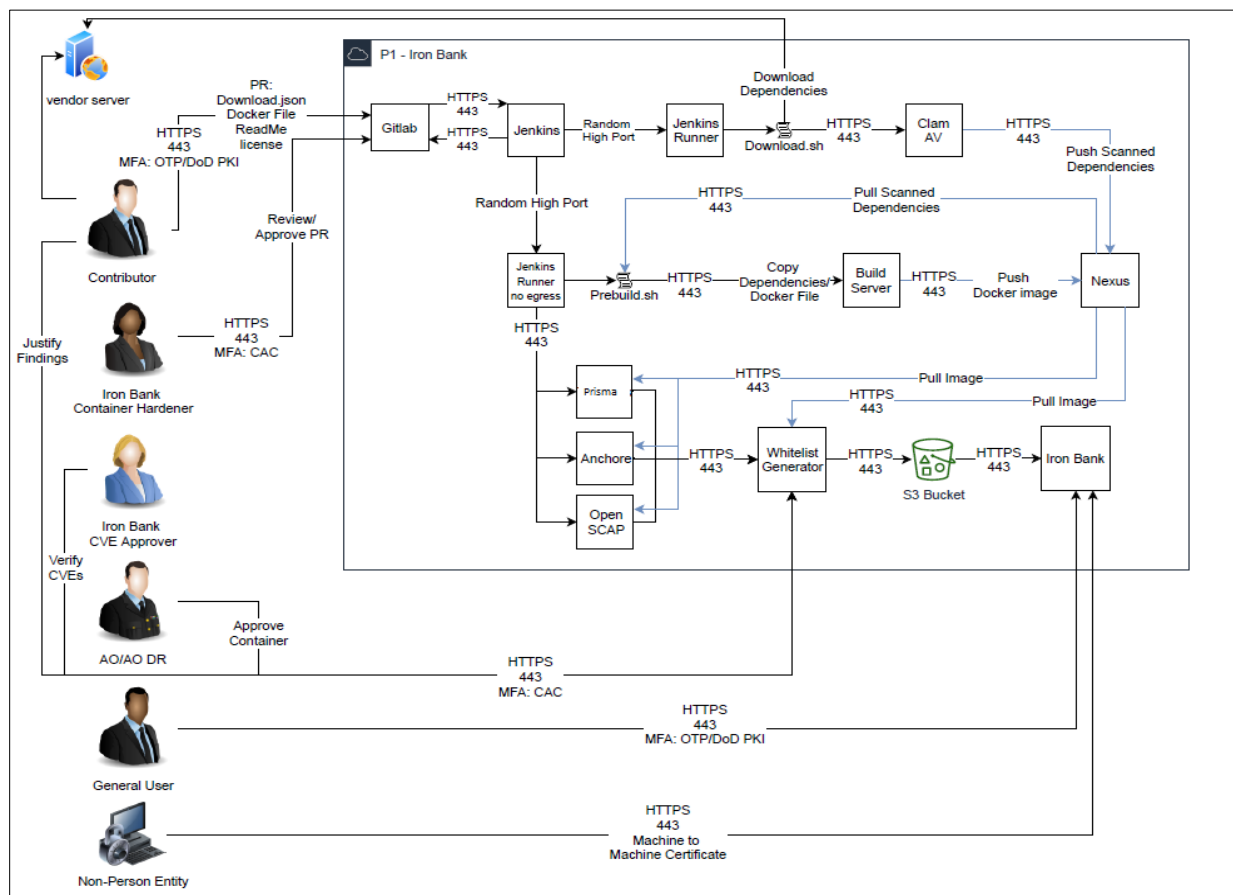 P1 - Iron Bank
vendor server
PR:
Download.json
Docker File
ReadMe
license
HTTPS
443
MFA: OTP/DoD PKI
Contributor
Gitlab
HTTPS
443
HTTPS
443
Jenkins
Random
High Port
Jenkins
Runner
Download
Dependencies
Download.sh
HTTPS
443
Clam
AV
HTTPS
443
Push Scanned
Dependencies
Review/
Approve PR
Random High Port
HTTPS
443
Pull Scanned
Dependencies
Jenkins
Runner
no egress
Prebuild.sh
HTTPS
443
Copy
Dependencies/
Docker File
Build
Server
HTTPS
443
Push
Docker image
Nexus
Justify
Findings
HTTPS
443
MFA: CAC
Iron Bank
Container Hardener
HTTPS
443
Prisma
HTTPS
443
Pull Image
HTTPS
443
Pull Image
Anchore
HTTPS
443
Whitelist
Generator
HTTPS
443
S3 Bucket
HTTPS
443
Iron Bank
Open
SCAP
Iron Bank
CVE Approver
Verify
CVEs
AO/AO DR
Approve
Container
HTTPS
443
MFA: CAC
General User
HTTPS
443
MFA: OTP/DoD PKI
Non-Person Entity
HTTPS
443
Machine to
Machine Certificate